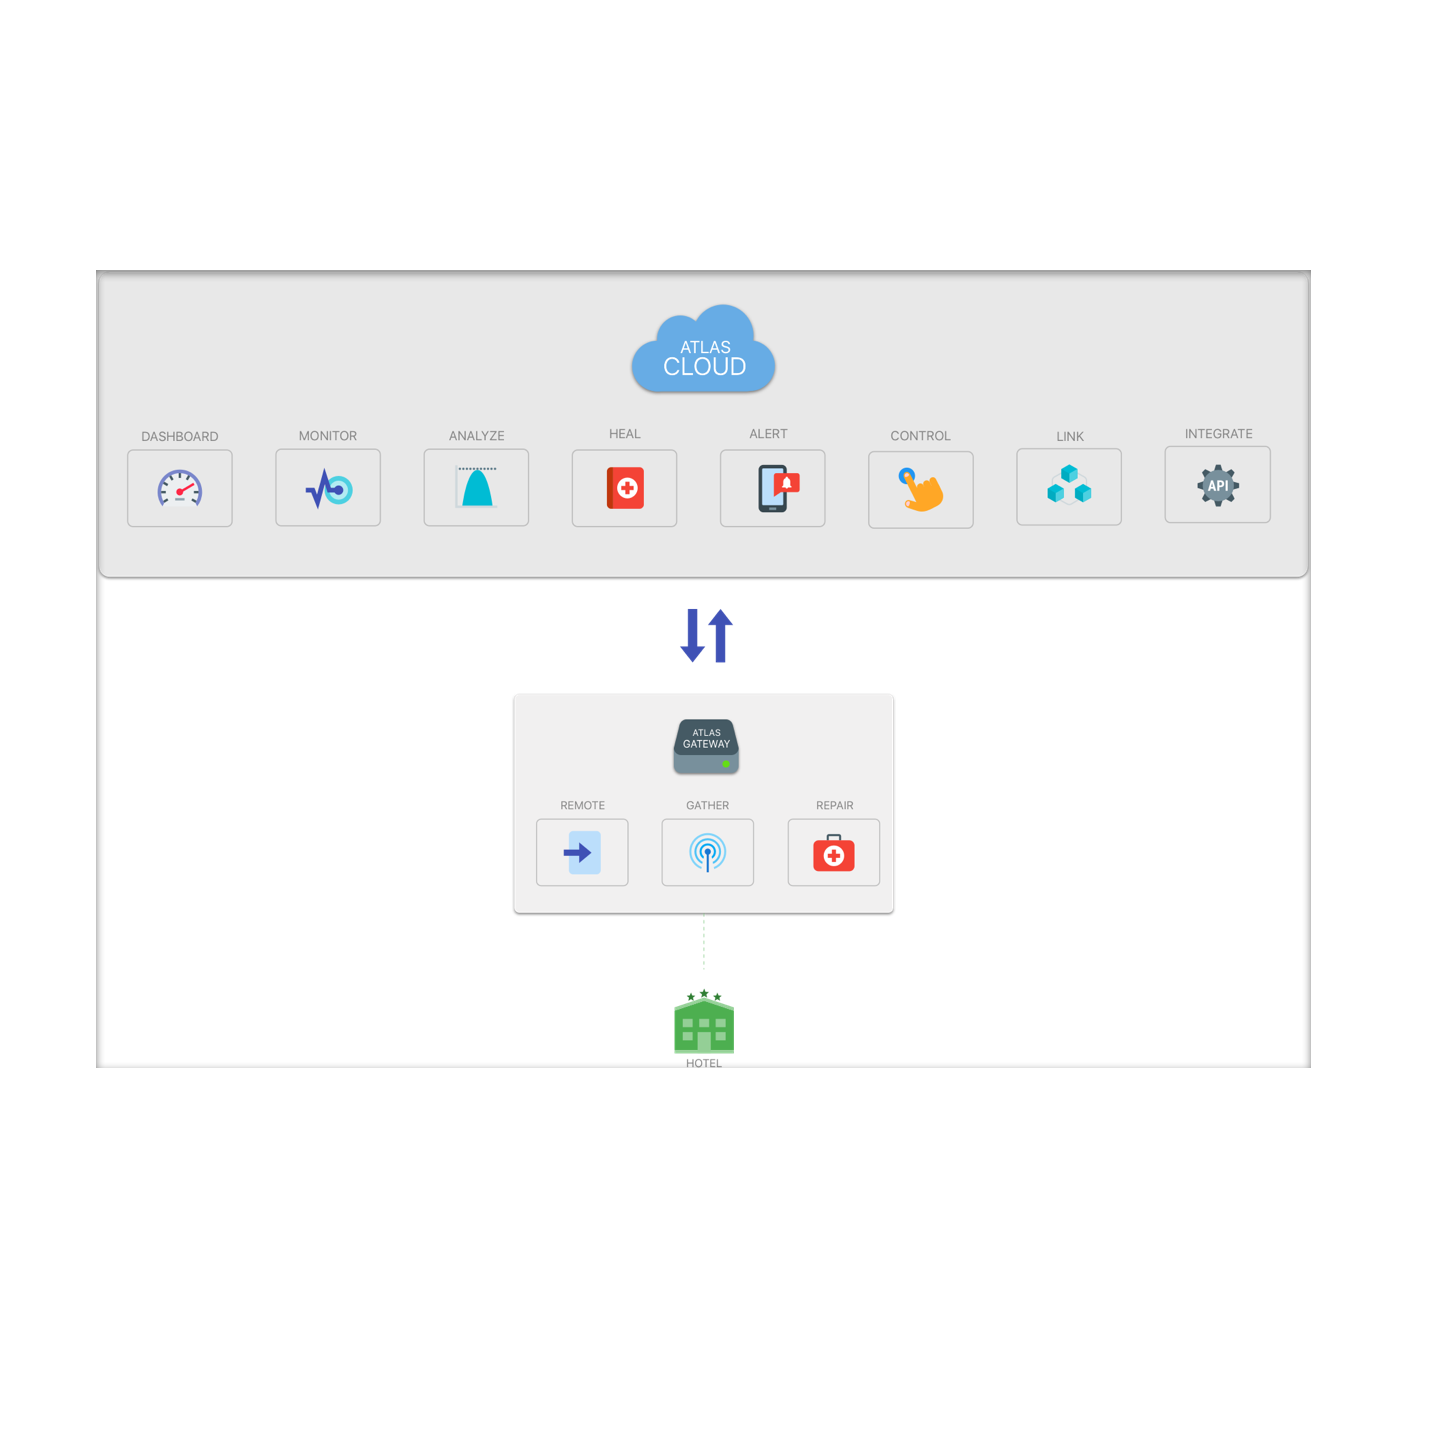 ATLAS
CLOUD
DASHBOARD
MONITOR
ANALYZE
HEAL
ALERT
CONTROL
LINK
INTEGRATE
API
ATLAS
GATEWAY
REMOTE
GATHER
REPAIR
HOTEL